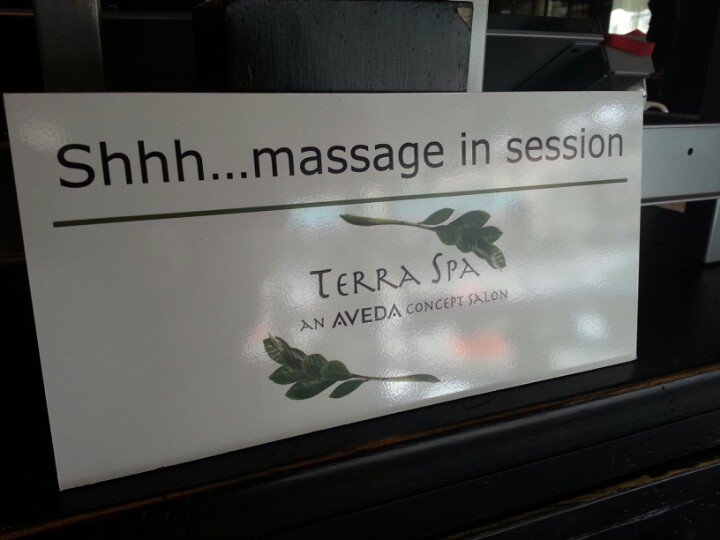 Shhh...massage in session
TERRA SPA
AN AVEDA CONCEPT SALON